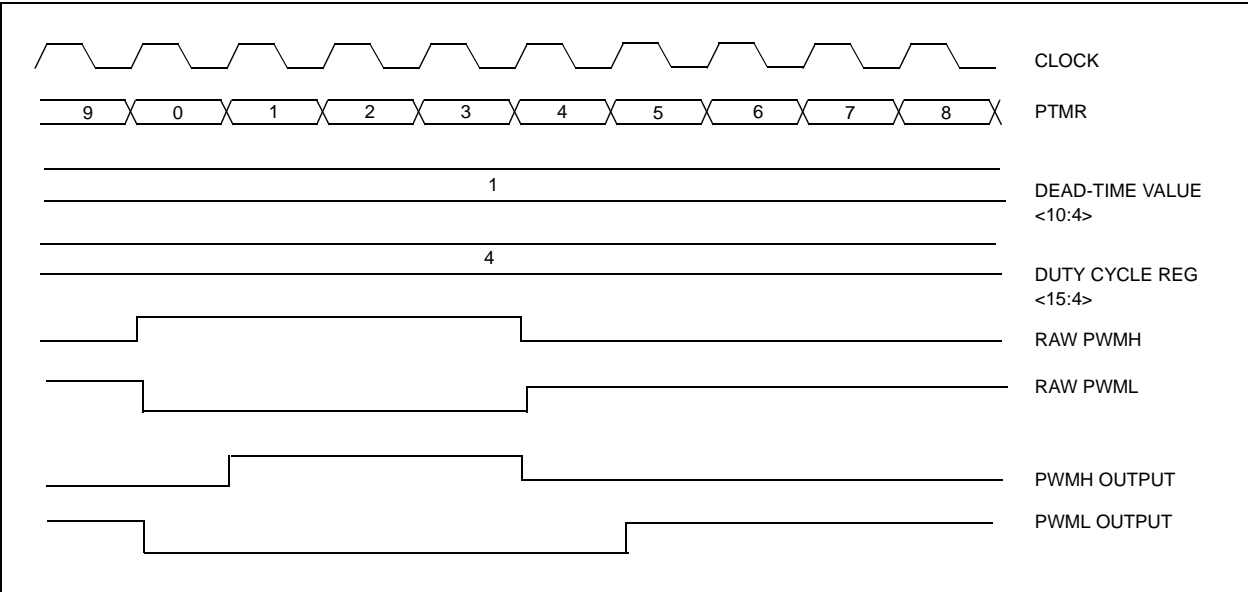 CLOCK
9 0 1 2 3 4 5 6 7 8 PTMR
1
DEAD-TIME VALUE
<10:4>
4
DUTY CYCLE REG
<15:4>
RAW PWMH
RAW PWML
PWMH OUTPUT
PWML OUTPUT